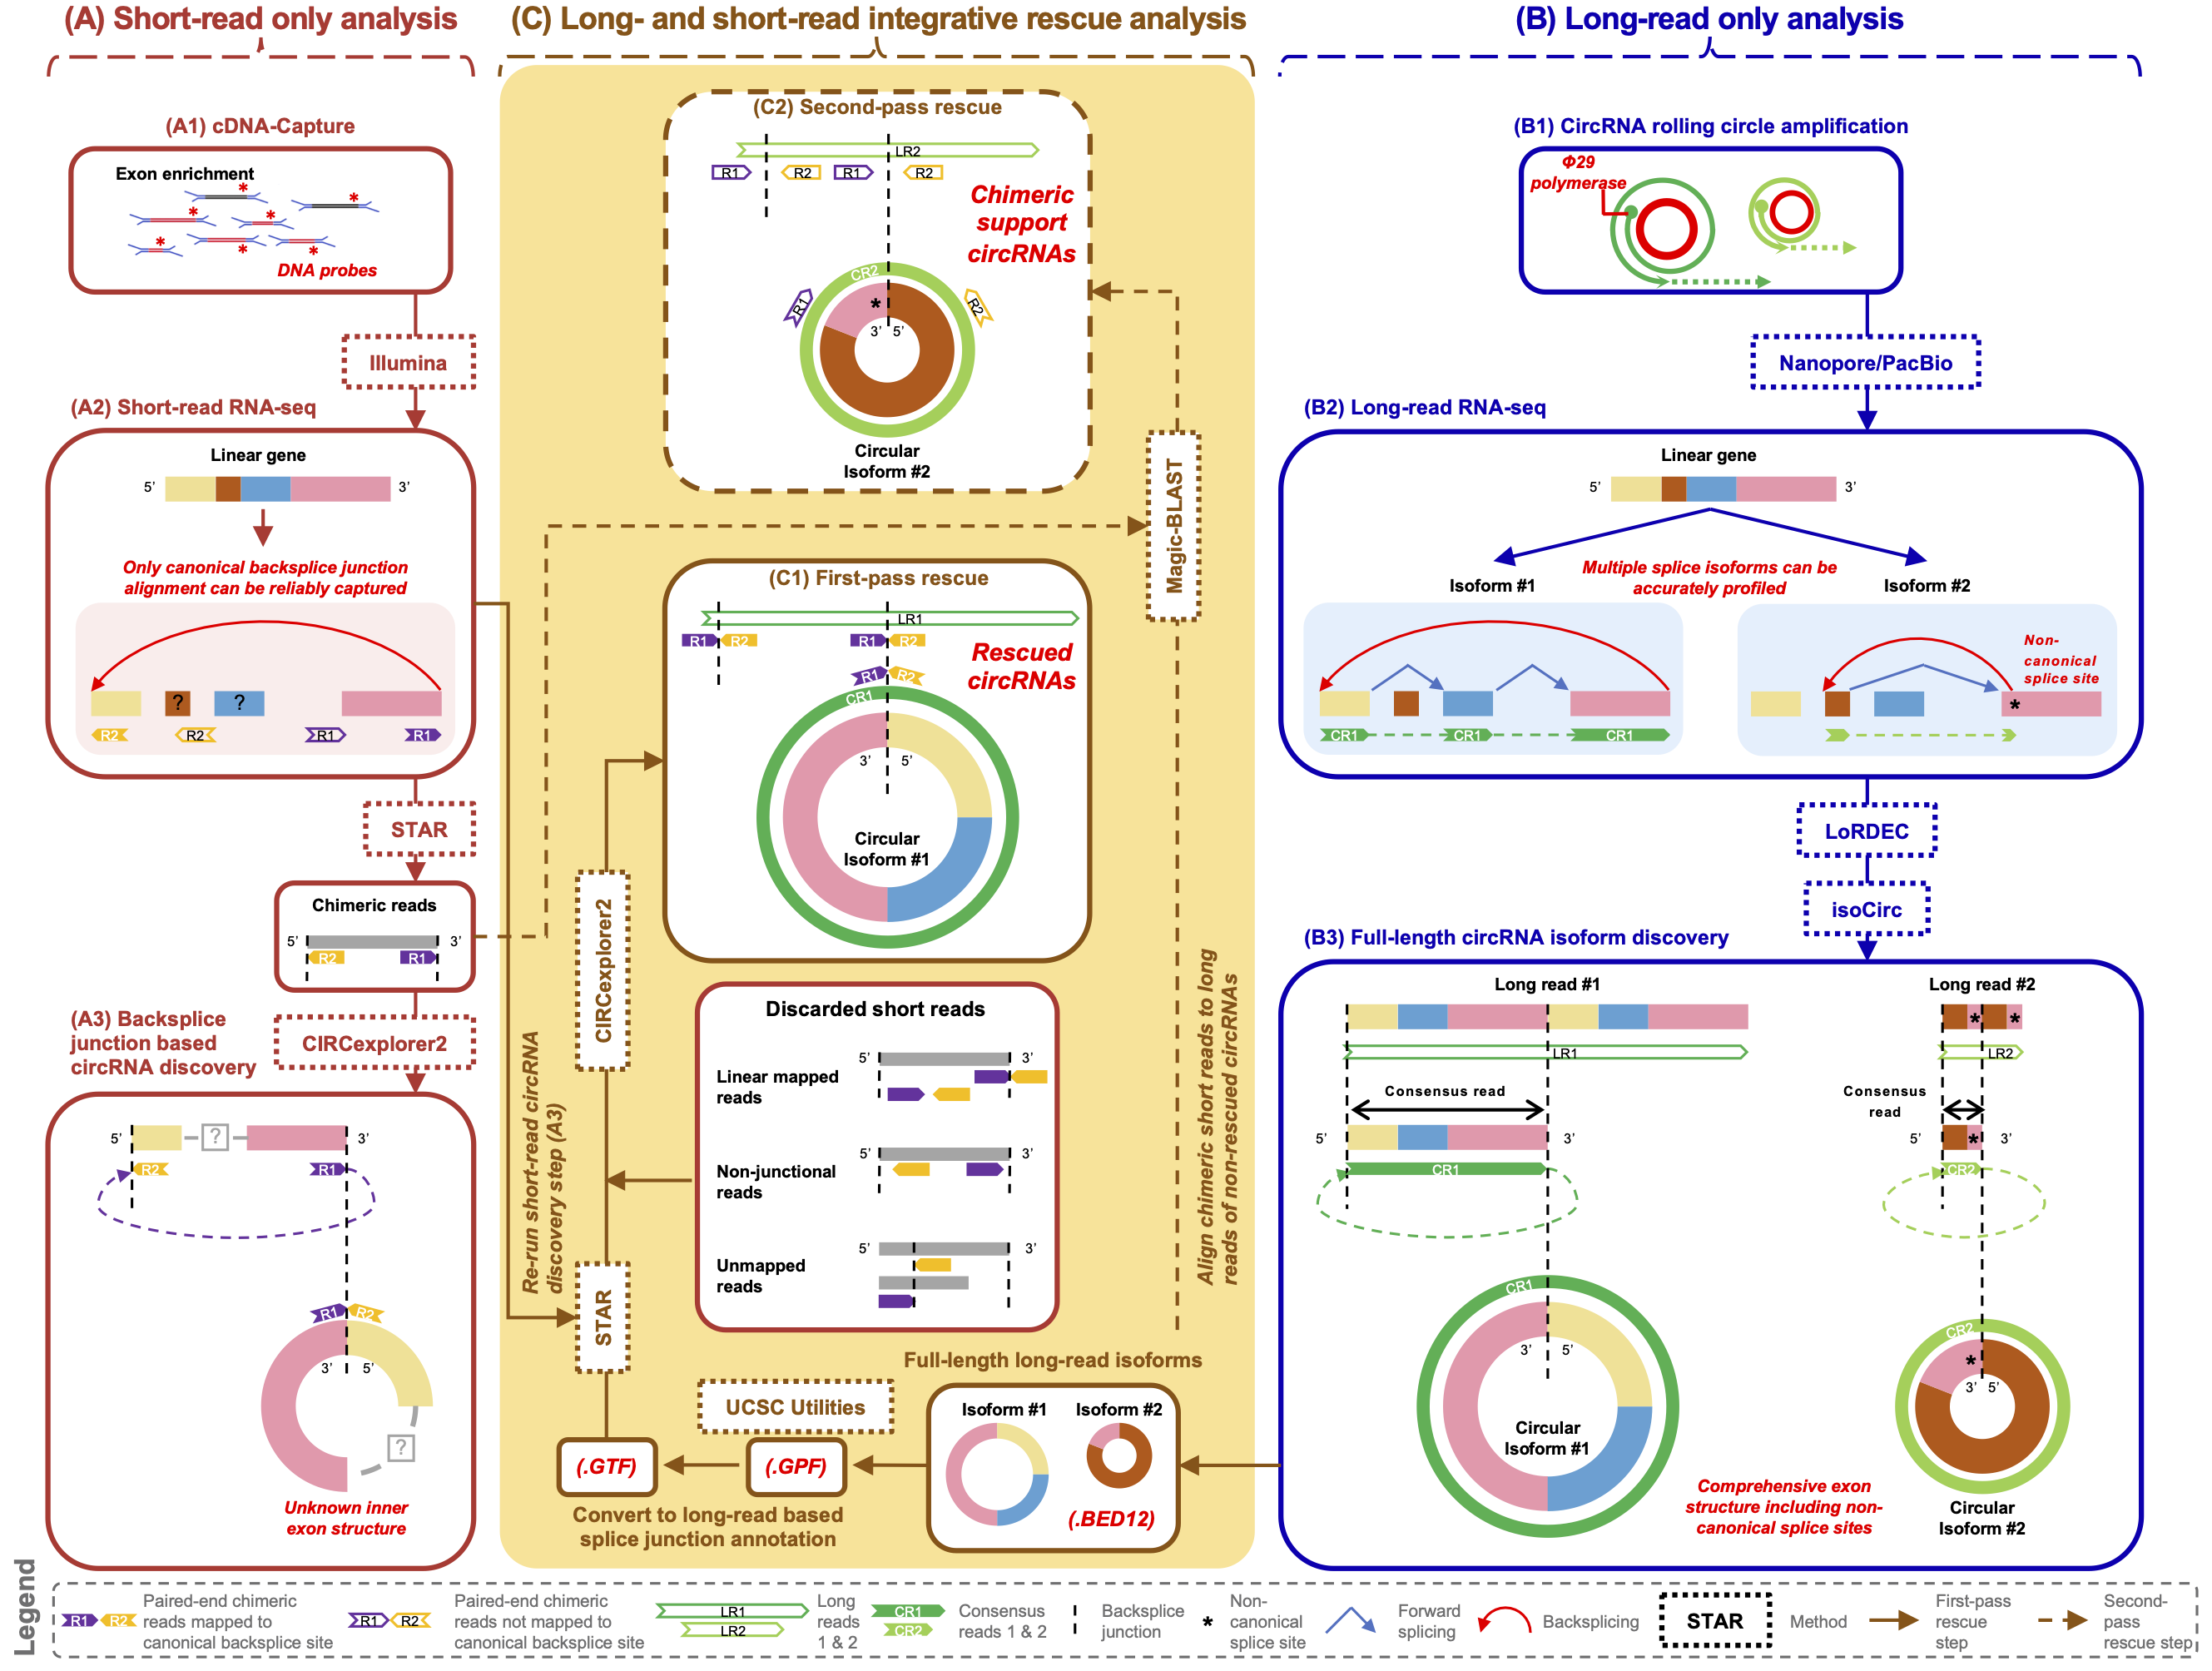 (A) Short-read only analysis
(C) Long- and short-read integrative rescue analysis
(B) Long-read only analysis
(A1) cDNA-Capture
Exon enrichment
* * * * * * *
DNA probes
Illumina
(A2) Short-read RNA-seq
Linear gene
5’ 3’
Only canonical backsplice junction
alignment can be reliably captured
? ?
R2 R2 R1 R1
STAR
Chimeric reads
5’ 3’
R2 R1
CIRCexplorer2
(A3) Backsplice
junction based
circRNA discovery
5’ ? 3’
R2 R1
R1 R2
3’ 5’
?
Unknown inner
exon structure
(C2) Second-pass rescue
LR2
R1 R2 R1 R2
Chimeric
support
circRNAs
CR2
R1 R2
*
3’ 5’
Circular
Isoform #2
Magic-BLAST
(C1) First-pass rescue
LR1
R1 R2 R1 R2
Rescued
circRNAs
R1 R2
CR1
3’ 5’
Circular
Isoform #1
CIRCexplorer2
Discarded short reads
5’ 3’
Linear mapped
reads
5’ 3’
Non-junctional
reads
5’ 3’
Unmapped
reads
Re-run short-read circRNA
discovery step (A3)
Align chimeric short reads to long
reads of non-rescued circRNAs
STAR
Full-length long-read isoforms
UCSC Utilities
Isoform #1 Isoform #2
(.GTF) (.GPF)
(.BED12)
Convert to long-read based
splice junction annotation
(B1) CircRNA rolling circle amplification
Φ29
polymerase
Nanopore/PacBio
(B2) Long-read RNA-seq
Linear gene
5’ 3’
Multiple splice isoforms can be
accurately profiled
Isoform #1 Isoform #2
Non-
canonical
splice site
*
CR1 CR1 CR1
LoRDEC
isoCirc
(B3) Full-length circRNA isoform discovery
Long read #1 Long read #2
* *
LR1 LR2
Consensus read
Consensus
read
5’ 3’ 5’ * 3’
CR1 CR2
CR1
3’ 5’
Circular
Isoform #1
CR2
*
3’ 5’
Circular
Isoform #2
Comprehensive exon
structure including non-
canonical splice sites
Legend
R1 R2
Paired-end chimeric
reads mapped to
canonical backsplice site
R1 R2
Paired-end chimeric
reads not mapped to
canonical backsplice site
LR1
LR2
Long
reads
1 & 2
CR1
CR2
Consensus
reads 1 & 2
Backsplice
junction
*
Non-
canonical
splice site
Forward
splicing
Backsplicing
STAR
Method
First-pass
rescue
step
Second-
pass
rescue step